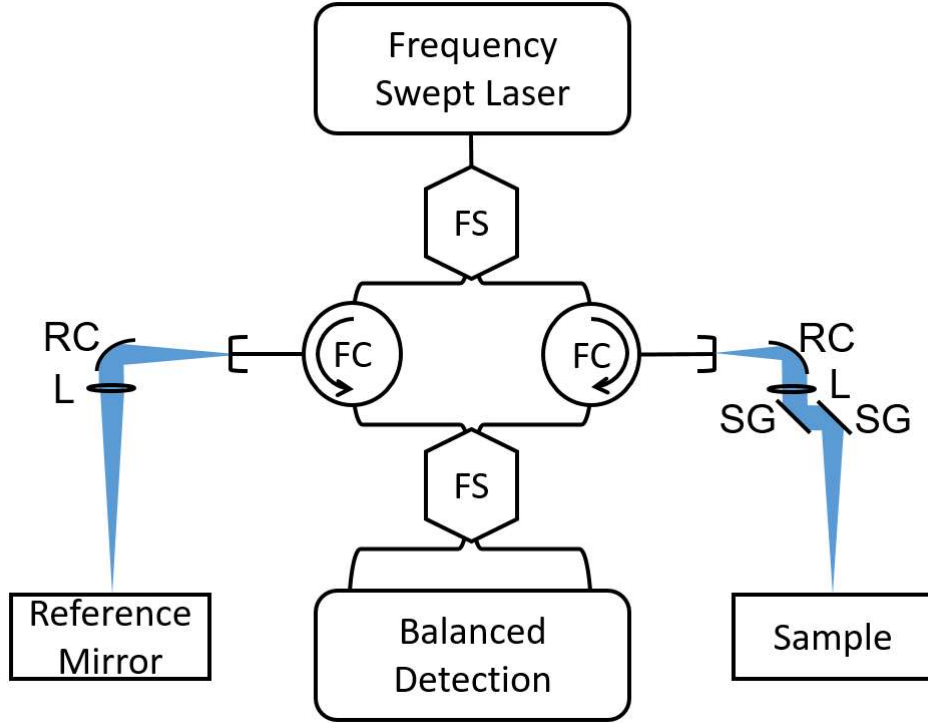 Frequency
Swept Laser
FS
RC
FC
FC
RC
L
L
SG
SG
FS
Reference
Mirror
Balanced
Detection
Sample